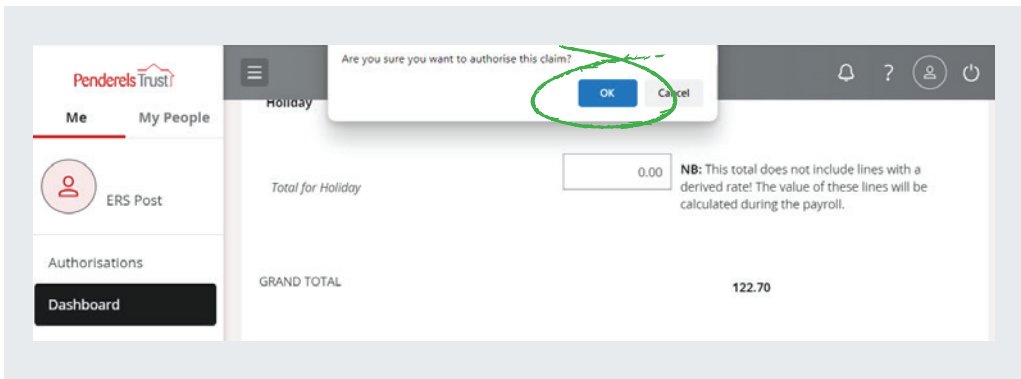 Are you sure you want to authorise this claim?
OK Cancel
Penderels Trust
?
Me My People
Holiday
ERS Post
Total for Holiday
0.00
NB: This total does not include lines with a
derived rate! The value of these lines will be
calculated during the payroll.
Authorisations
Dashboard
GRAND TOTAL
122.70